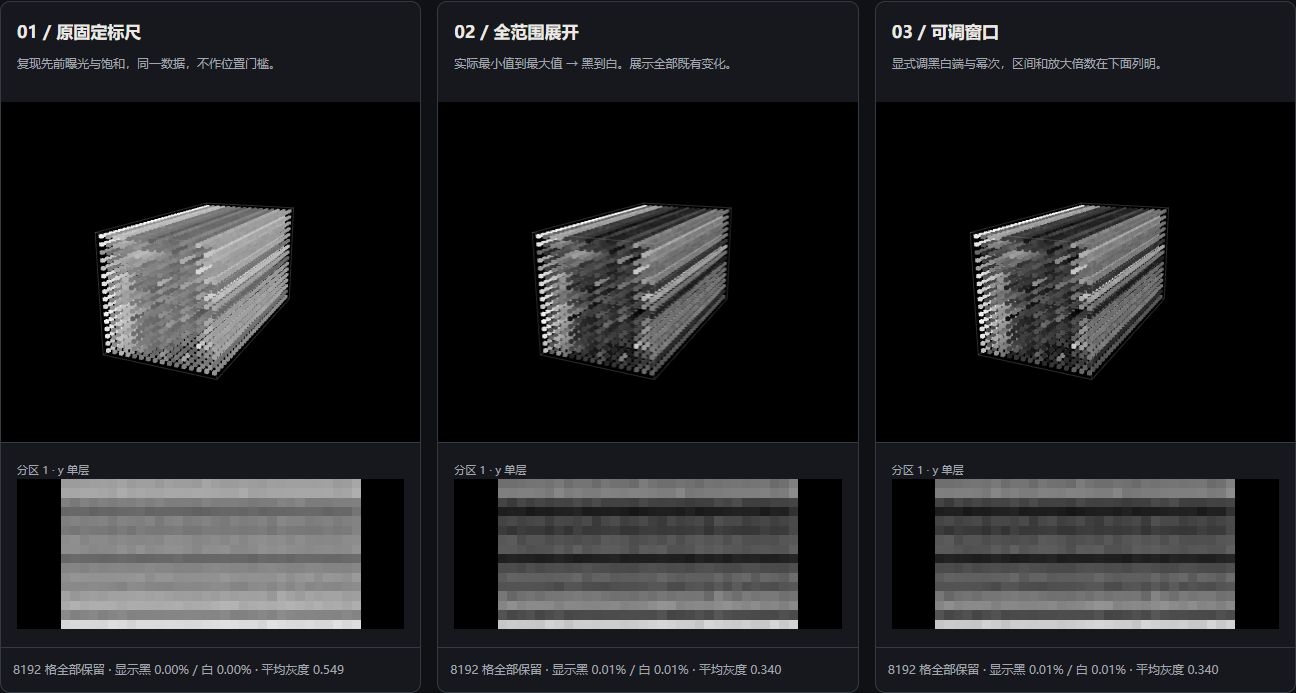 01 / 原固定标尺
复现先前曝光与饱和，同一数据，不作位置门槛。
分区 1 · y 单层
8192 格全部保留 · 显示黑 0.00% / 白 0.00% · 平均灰度 0.549
02 / 全范围展开
实际最小值到最大值 → 黑到白。展示全部既有变化。
分区 1 · y 单层
8192 格全部保留 · 显示黑 0.01% / 白 0.01% · 平均灰度 0.340
03 / 可调窗口
显式调黑白端与幂次，区间和放大倍数在下面列明。
分区 1 · y 单层
8192 格全部保留 · 显示黑 0.01% / 白 0.01% · 平均灰度 0.340